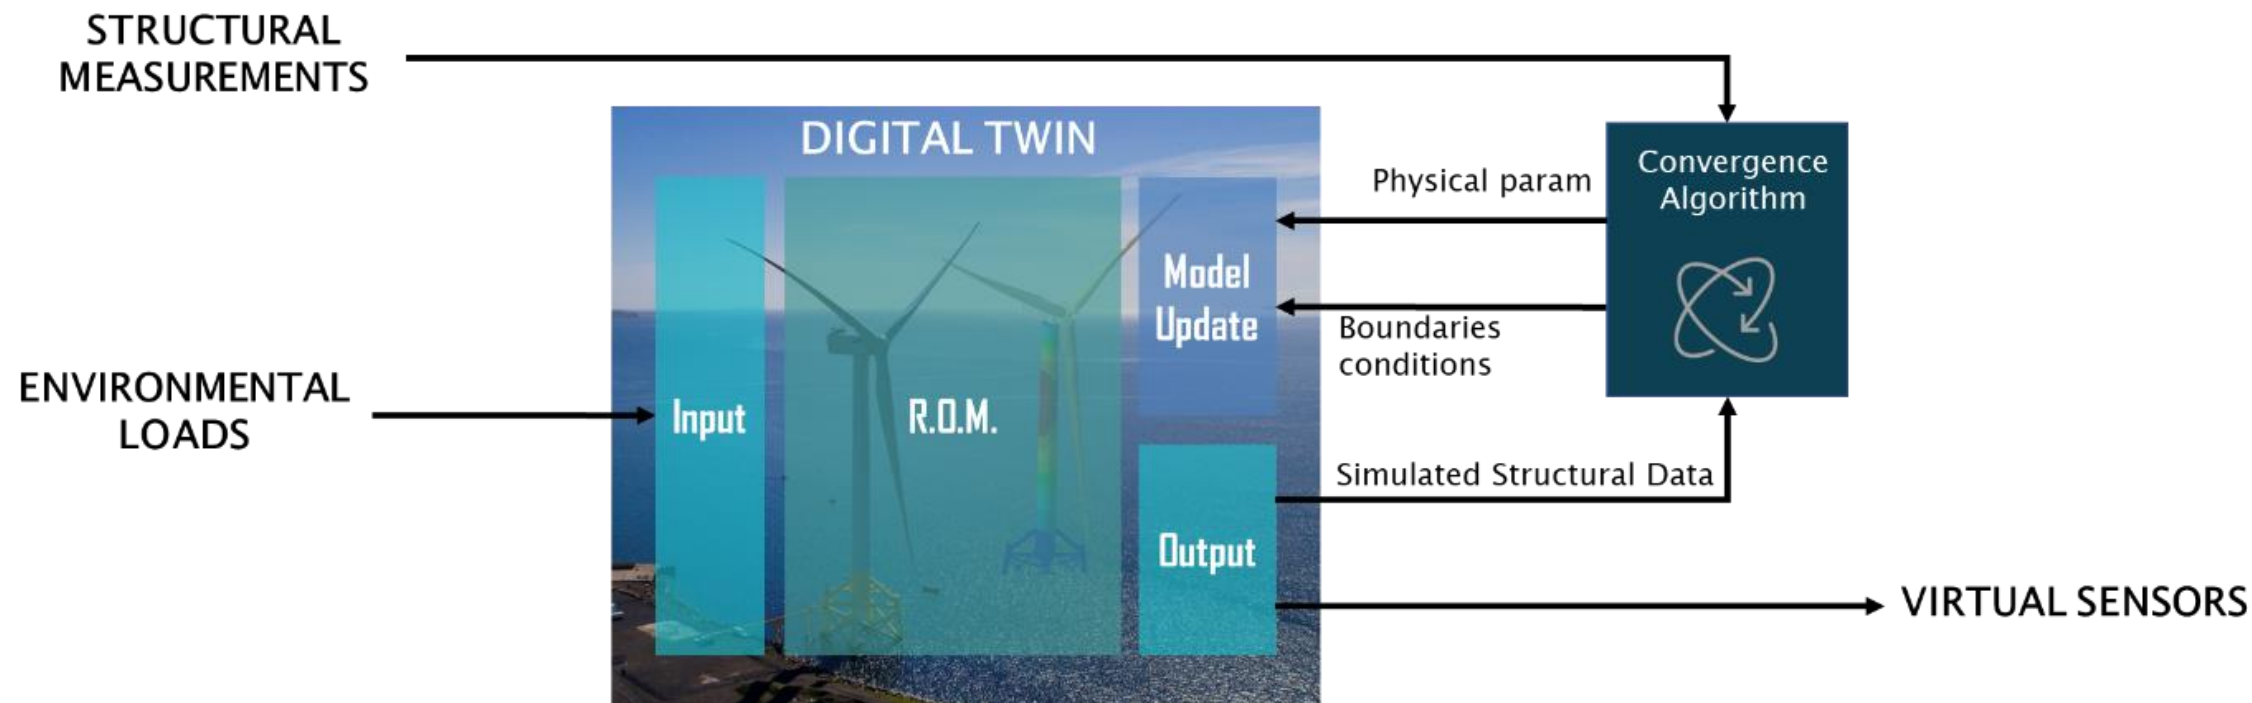 STRUCTURAL
MEASUREMENTS
DIGITAL TWIN
Convergence
Algorithm
Physical param
Model
Update
Boundaries
conditions
ENVIRONMENTAL
LOADS
Input
R.O.M.
Simulated Structural Data
Output
VIRTUAL SENSORS